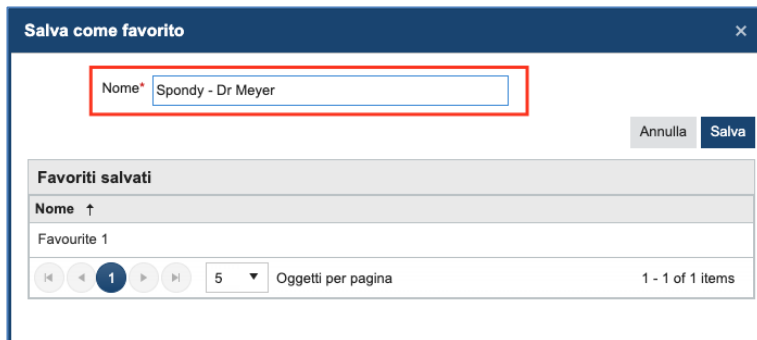 Salva come favorito ×
Nome* Spondy - Dr Meyer
Annulla Salva
Favoriti salvati
Nome ↑
Favourite 1
1 5 Oggetti per pagina 1 - 1 of 1 items